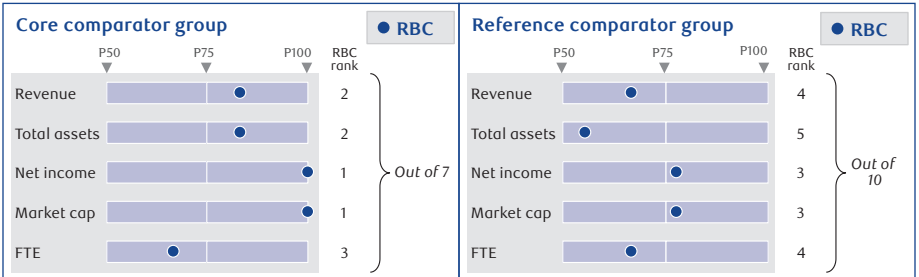 Core comparator group
RBC
P50 P75 P100 RBC rank
Revenue 2
Total assets 2
Net income 1
Market cap 1
FTE 3
Out of 7
Reference comparator group
RBC
P50 P75 P100 RBC rank
Revenue 4
Total assets 5
Net income 3
Market cap 3
FTE 4
Out of
10